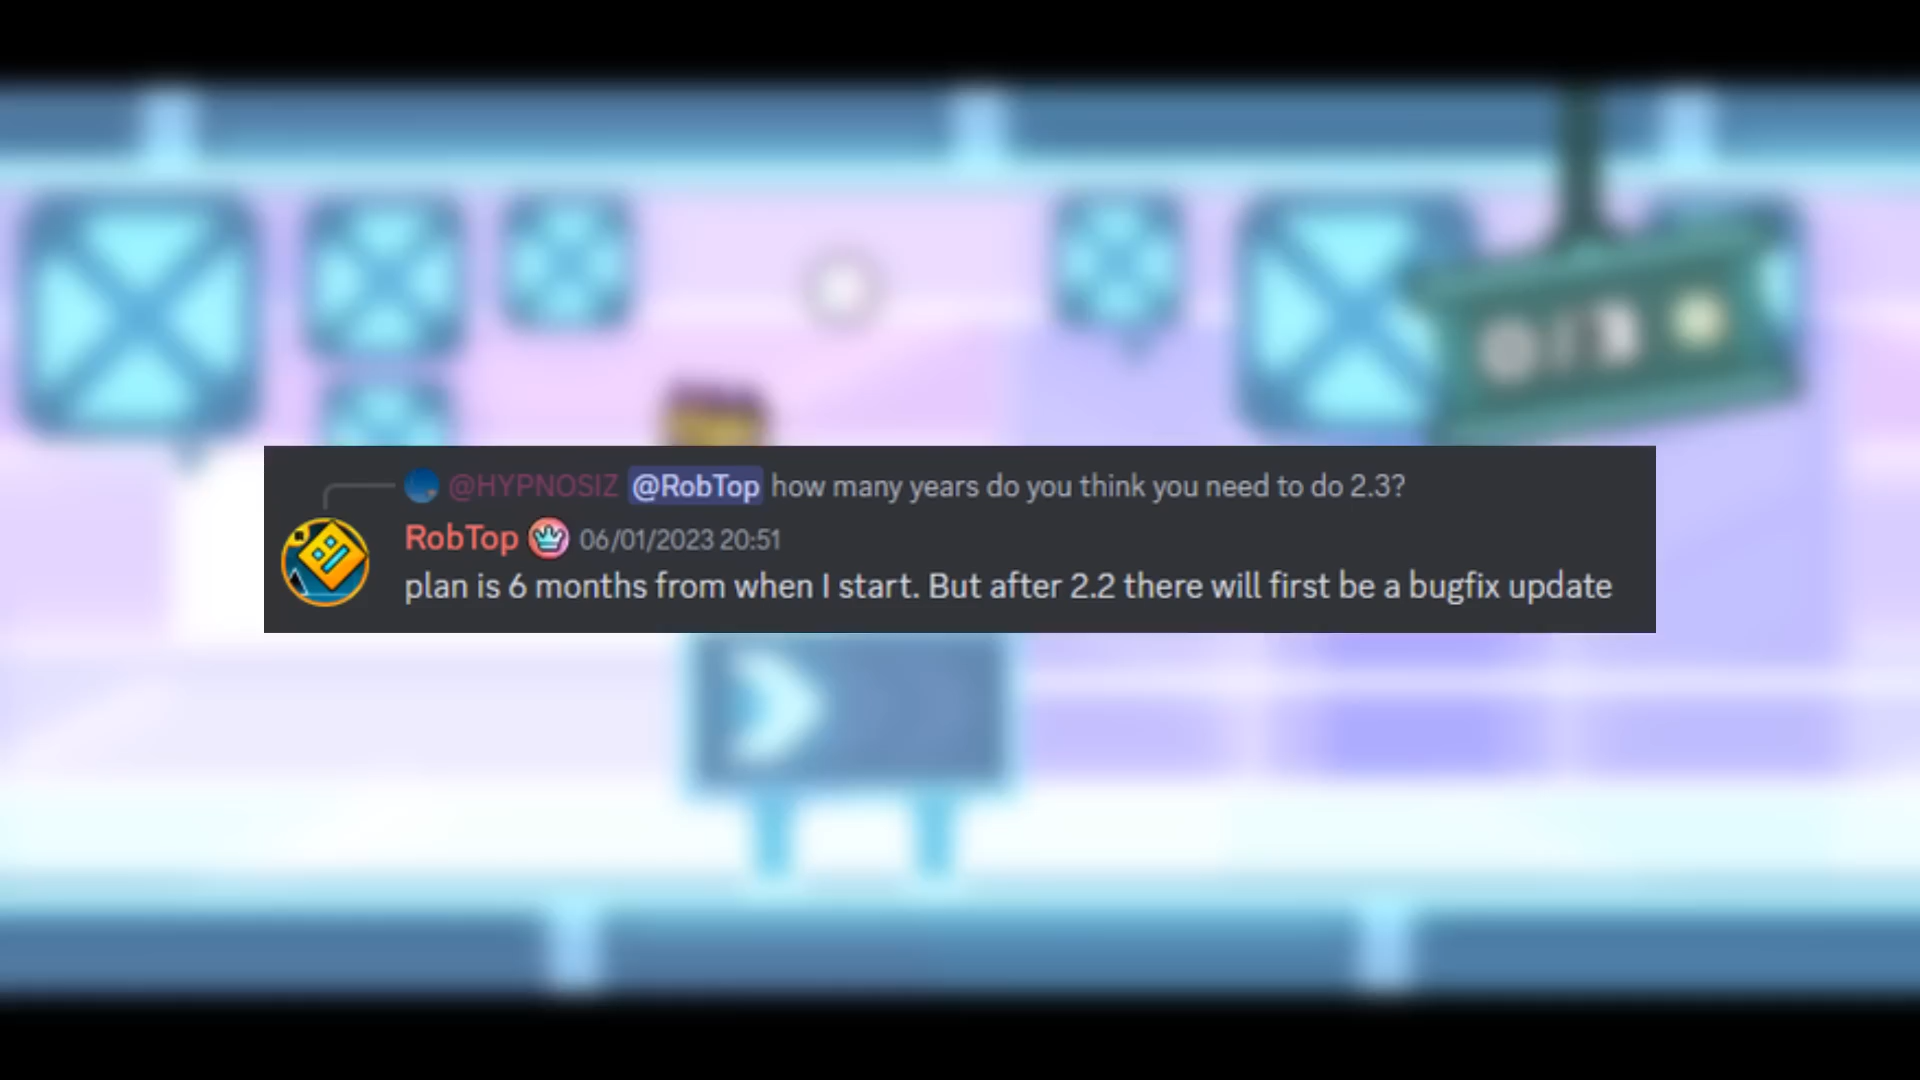 @HYPNOSIZ @RobTop how many years do you think you need to do 2.3?
RobTop 06/01/2023 20:51
plan is 6 months from when I start. But after 2.2 there will first be a bugfix update